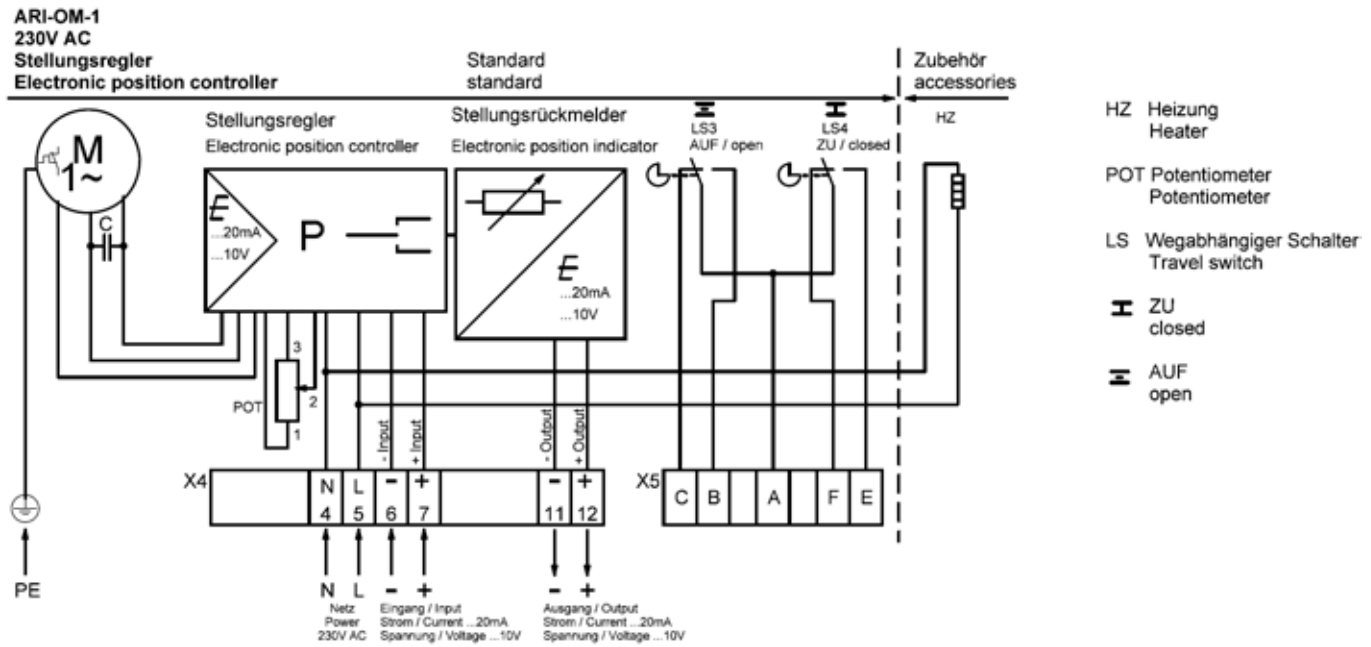 ARI-OM-1
230V AC
Stellungsregler
Electronic position controller
Standard
standard
Zubehör
accessories
Stellungsregler
Electronic position controller
Stellungsrückmelder
Electronic position indicator
LS3
AUF / open
LS4
ZU / closed
HZ
M
1~
C
E
...20mA
...10V
P
E
...20mA
...10V
POT
3
2
1
- Input
+ Input
- Output
+ Output
X4
N L - + - +
4 5 6 7 11 12
X5
C B A F E
PE
N L - + - +
Netz
Power
230V AC
Eingang / Input
Strom / Current ...20mA
Spannung / Voltage ...10V
Ausgang / Output
Strom / Current ...20mA
Spannung / Voltage ...10V
HZ Heizung
Heater
POT Potentiometer
Potentiometer
LS Wegabhängiger Schalter
Travel switch
ZU
closed
AUF
open